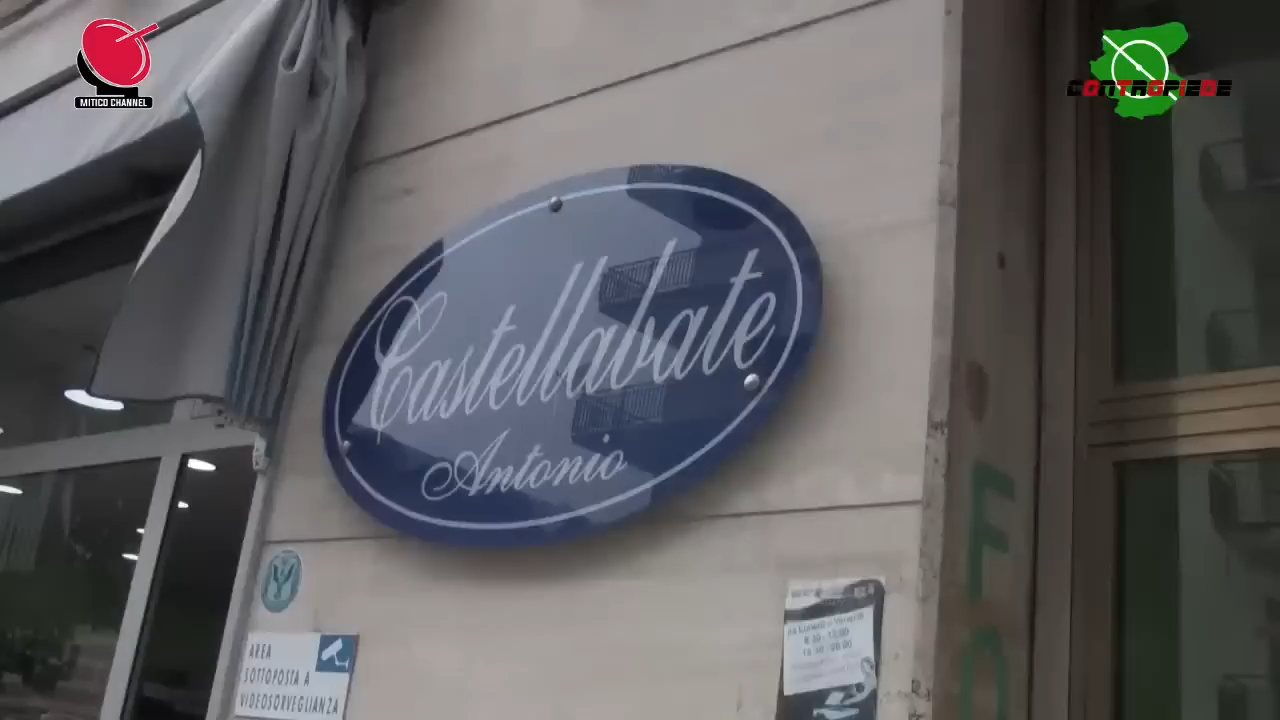 MITICO CHANNEL
CONTROPIEDE
Castellabate
Antonio
AREA
SOTTOPOSTA A
VIDEOSORVEGLIANZA